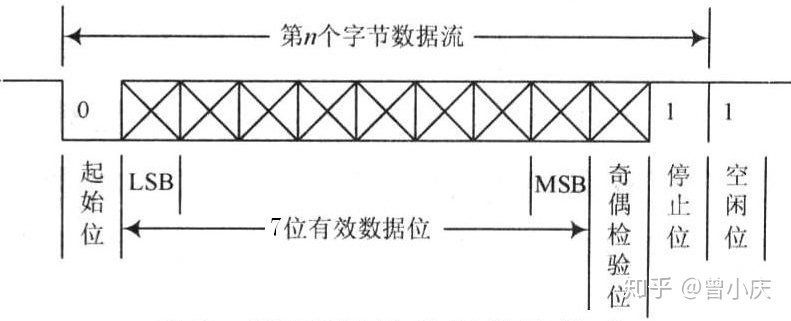 第n个字节数据流
0
1
1
起始位
LSB
MSB
7位有效数据位
奇偶检验位
停止位
空闲位
知乎 @曾小庆